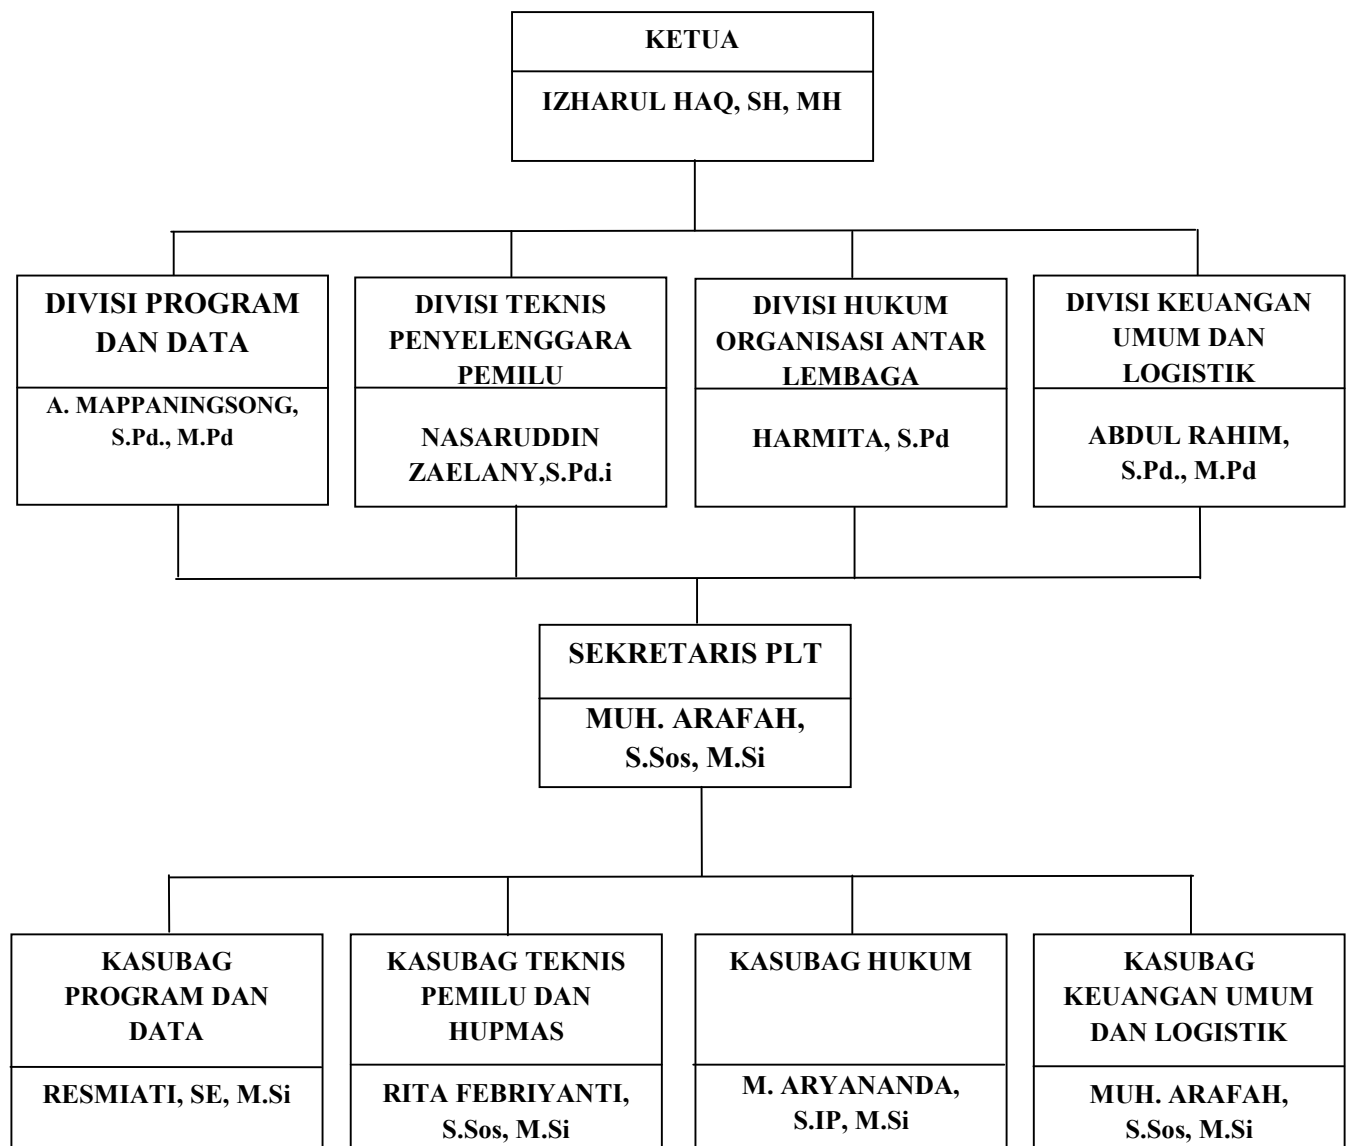 KETUA
IZHARUL HAQ, SH, MH
DIVISI PROGRAM
DAN DATA
A. MAPPANINGSONG,
S.Pd., M.Pd
DIVISI TEKNIS
PENYELENGGARA
PEMILU
NASARUDDIN
ZAELANY,S.Pd.i
DIVISI HUKUM
ORGANISASI ANTAR
LEMBAGA
HARMITA, S.Pd
DIVISI KEUANGAN
UMUM DAN
LOGISTIK
ABDUL RAHIM,
S.Pd., M.Pd
SEKRETARIS PLT
MUH. ARAFAH,
S.Sos, M.Si
KASUBAG
PROGRAM DAN
DATA
RESMIATI, SE, M.Si
KASUBAG TEKNIS
PEMILU DAN
HUPMAS
RITA FEBRIYANTI,
S.Sos, M.Si
KASUBAG HUKUM
M. ARYANANDA,
S.IP, M.Si
KASUBAG
KEUANGAN UMUM
DAN LOGISTIK
MUH. ARAFAH,
S.Sos, M.Si